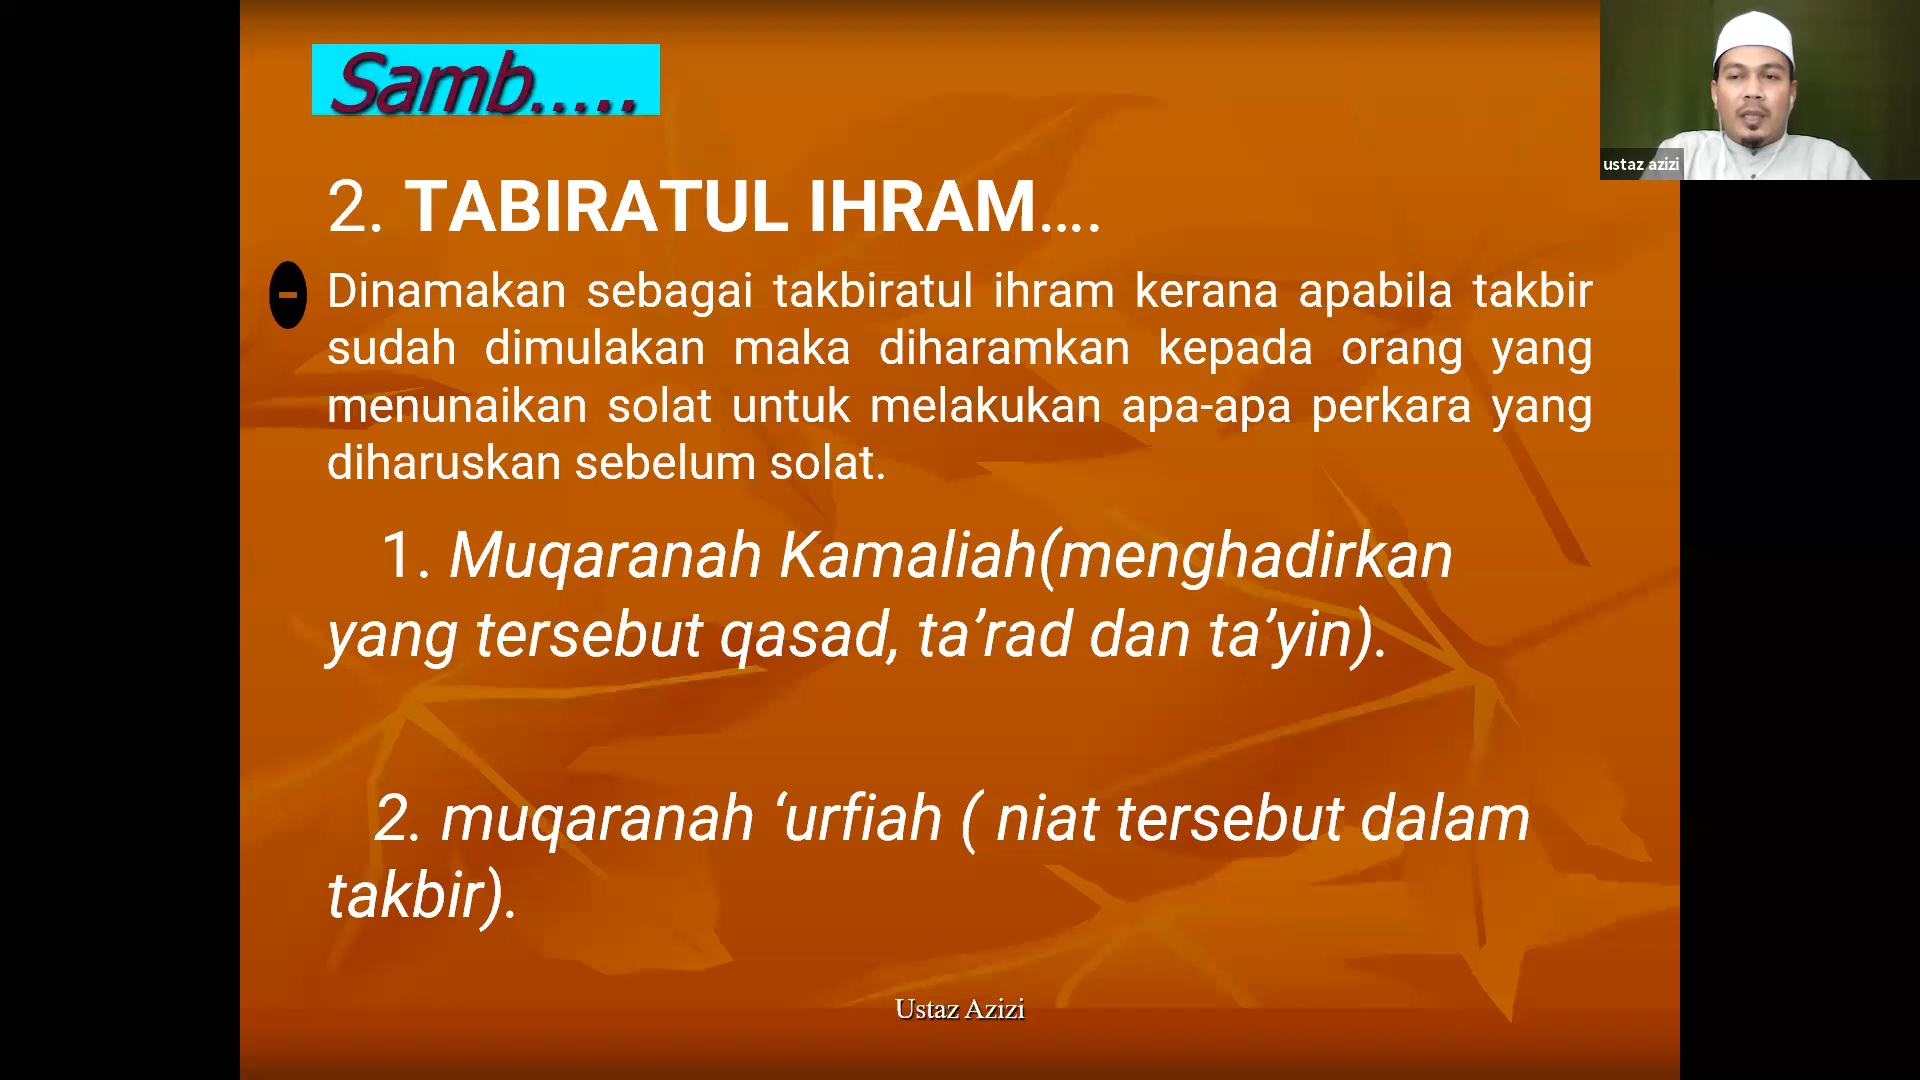 Samb.....
ustaz azizi
2. TABIRATUL IHRAM....
- Dinamakan sebagai takbiratul ihram kerana apabila takbir
sudah dimulakan maka diharamkan kepada orang yang
menunaikan solat untuk melakukan apa-apa perkara yang
diharuskan sebelum solat.
1. Muqaranah Kamaliah(menghadirkan
yang tersebut qasad, ta’rad dan ta’yin).
2. muqaranah ‘urfiah ( niat tersebut dalam
takbir).
Ustaz Azizi